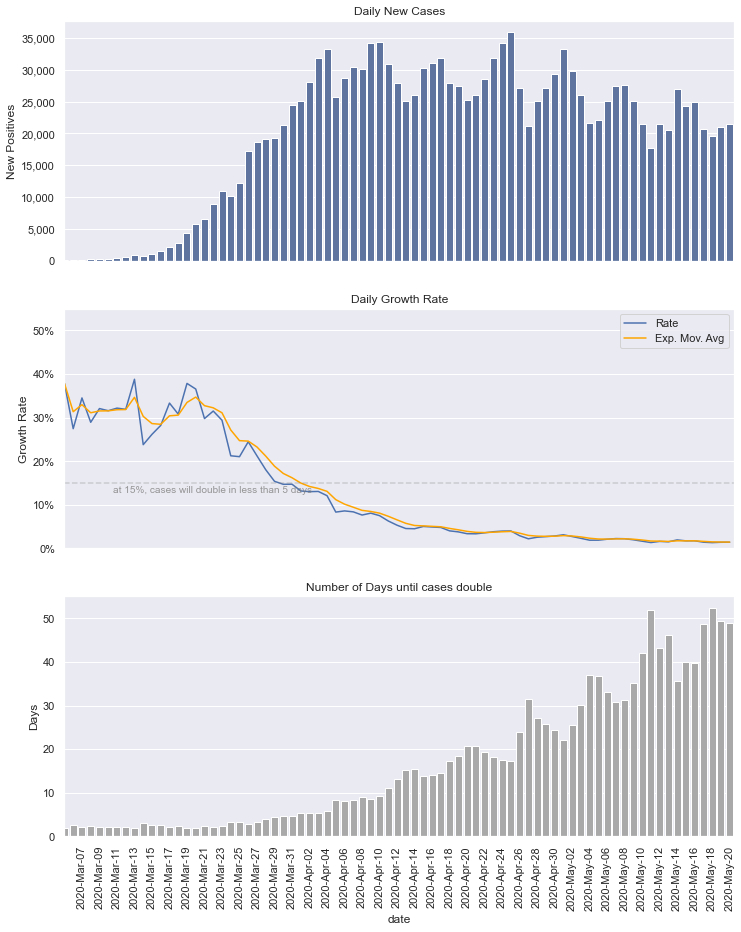 Daily New Cases
New Positives
35,000
30,000
25,000
20,000
15,000
10,000
5,000
0
Daily Growth Rate
Growth Rate
50%
40%
30%
20%
10%
0%
Rate
Exp. Mov. Avg
at 15%, cases will double in less than 5 days
Number of Days until cases double
Days
50
40
30
20
10
0
2020-Mar-07
2020-Mar-09
2020-Mar-11
2020-Mar-13
2020-Mar-15
2020-Mar-17
2020-Mar-19
2020-Mar-21
2020-Mar-23
2020-Mar-25
2020-Mar-27
2020-Mar-29
2020-Mar-31
2020-Apr-02
2020-Apr-04
2020-Apr-06
2020-Apr-08
2020-Apr-10
2020-Apr-12
2020-Apr-14
2020-Apr-16
2020-Apr-18
2020-Apr-20
2020-Apr-22
2020-Apr-24
2020-Apr-26
2020-Apr-28
2020-Apr-30
2020-May-02
2020-May-04
2020-May-06
2020-May-08
2020-May-10
2020-May-12
2020-May-14
2020-May-16
2020-May-18
2020-May-20
date